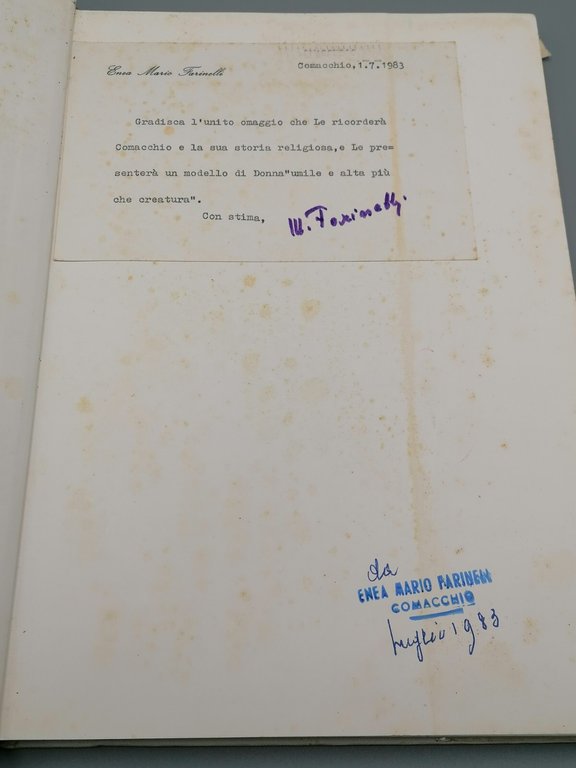 Enea Mario Farinelli
Comacchio,1.7.1983
Gradisca l'unito omaggio che Le ricorderà
Comacchio e la sua storia religiosa,e Le pre=
senterà un modello di Donna"umile e alta più
che creatura".
Con stima,
M. Farinelli
da
ENEA MARIO FARINELLI
COMACCHIO
luglio 1983